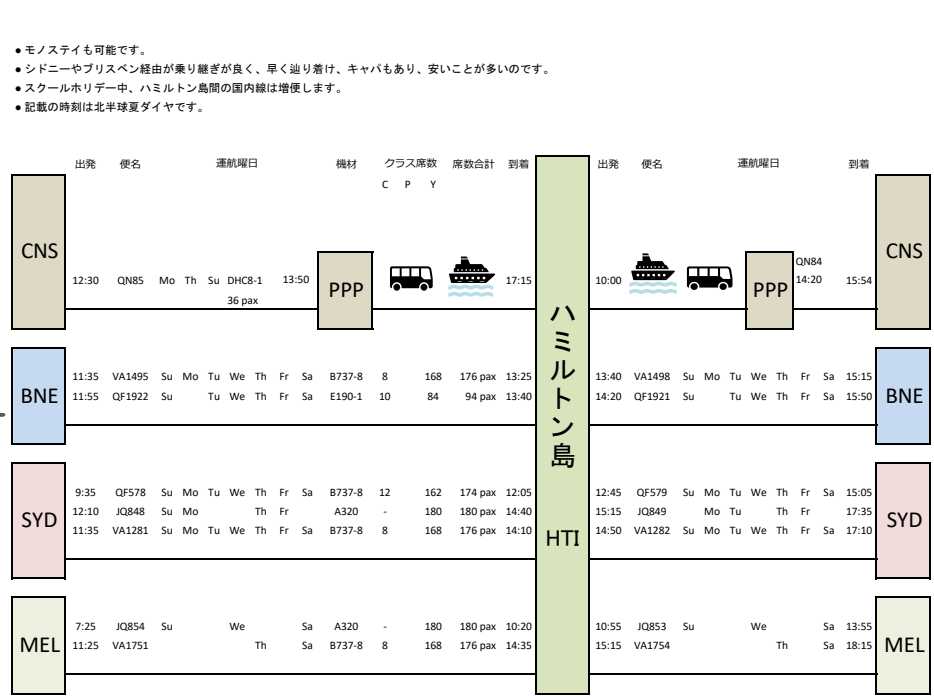 ● モノステイも可能です。
● シドニーやブリスベン経由が乗り継ぎが良く、早く辿り着け、キャパもあり、安いことが多いのです。
● スクールホリデー中、ハミルトン島間の国内線は増便します。
● 記載の時刻は北半球夏ダイヤです。
出発 便名 運航曜日 機材 クラス席数 席数合計 到着 出発 便名 運航曜日 到着
C P Y
CNS CNS
QN84
12:30 QN85 Mo Th Su DHC8-1 13:50 PPP 17:15 10:00 PPP 14:20 15:54
36 pax
ハミルトン島
HTI
BNE BNE
11:35 VA1495 Su Mo Tu We Th Fr Sa B737-8 8 168 176 pax 13:25 13:40 VA1498 Su Mo Tu We Th Fr Sa 15:15
11:55 QF1922 Su Tu We Th Fr Sa E190-1 10 84 94 pax 13:40 14:20 QF1921 Su Tu We Th Fr Sa 15:50
SYD SYD
9:35 QF578 Su Mo Tu We Th Fr Sa B737-8 12 162 174 pax 12:05 12:45 QF579 Su Mo Tu We Th Fr Sa 15:05
12:10 JQ848 Su Mo Th Fr A320 - 180 180 pax 14:40 15:15 JQ849 Mo Tu Th Fr 17:35
11:35 VA1281 Su Mo Tu We Th Fr Sa B737-8 8 168 176 pax 14:10 14:50 VA1282 Su Mo Tu We Th Fr Sa 17:10
MEL MEL
7:25 JQ854 Su We Sa A320 - 180 180 pax 10:20 10:55 JQ853 Su We Sa 13:55
11:25 VA1751 Th Sa B737-8 8 168 176 pax 14:35 15:15 VA1754 Th Sa 18:15